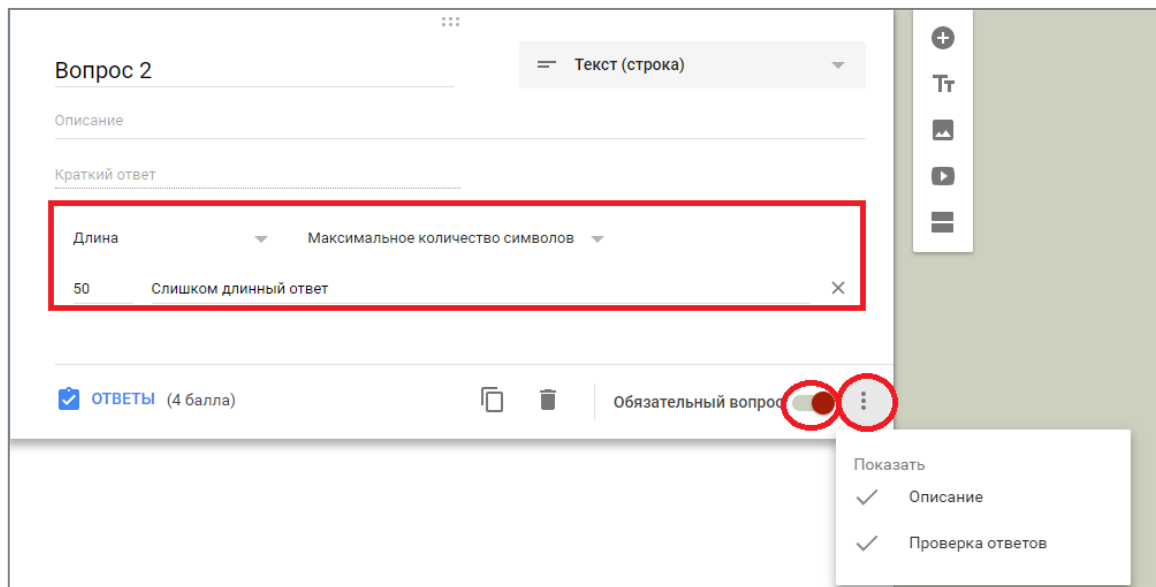 Вопрос 2
Текст (строка)
Описание
Краткий ответ
Длина
Максимальное количество символов
50
Слишком длинный ответ
ОТВЕТЫ (4 балла)
Обязательный вопрос
Показать
Описание
Проверка ответов